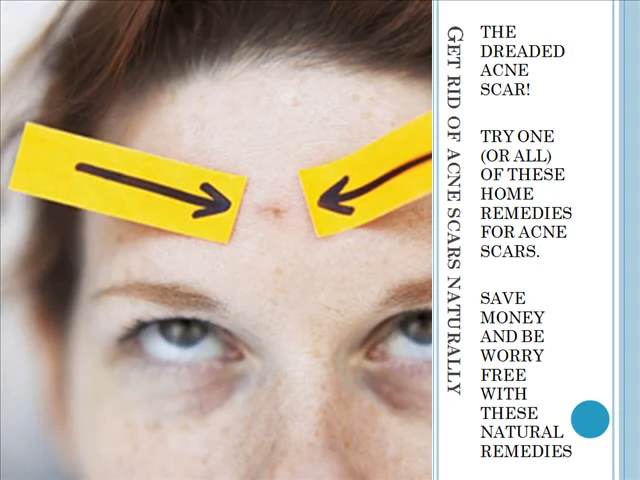 GET RID OF ACNE SCARS NATURALLY
THE
DREADED
ACNE
SCAR!
TRY ONE
(OR ALL)
OF THESE
HOME
REMEDIES
FOR ACNE
SCARS.
SAVE
MONEY
AND BE
WORRY
FREE
WITH
THESE
NATURAL
REMEDIES